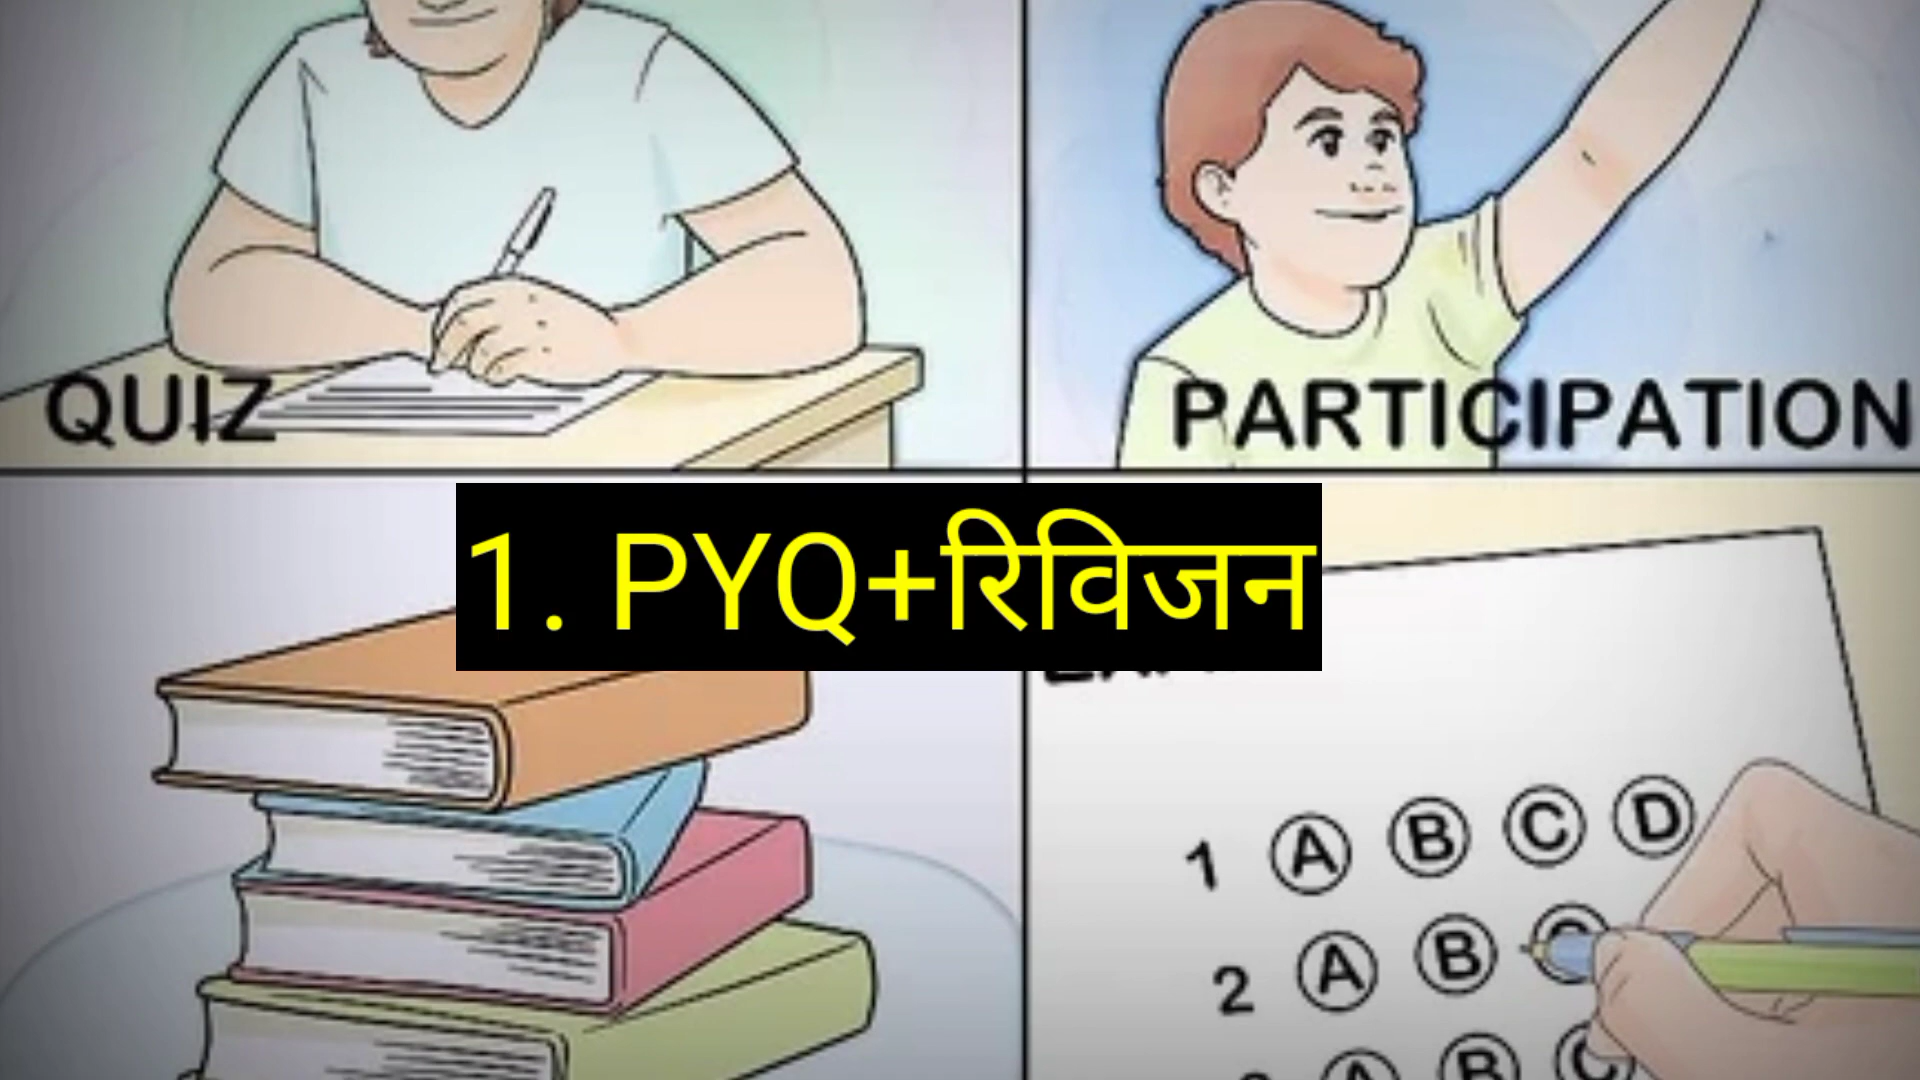 QUIZ
PARTICIPATION
1. PYQ+रिविजन
1 A B C D
2 A B C
A B C